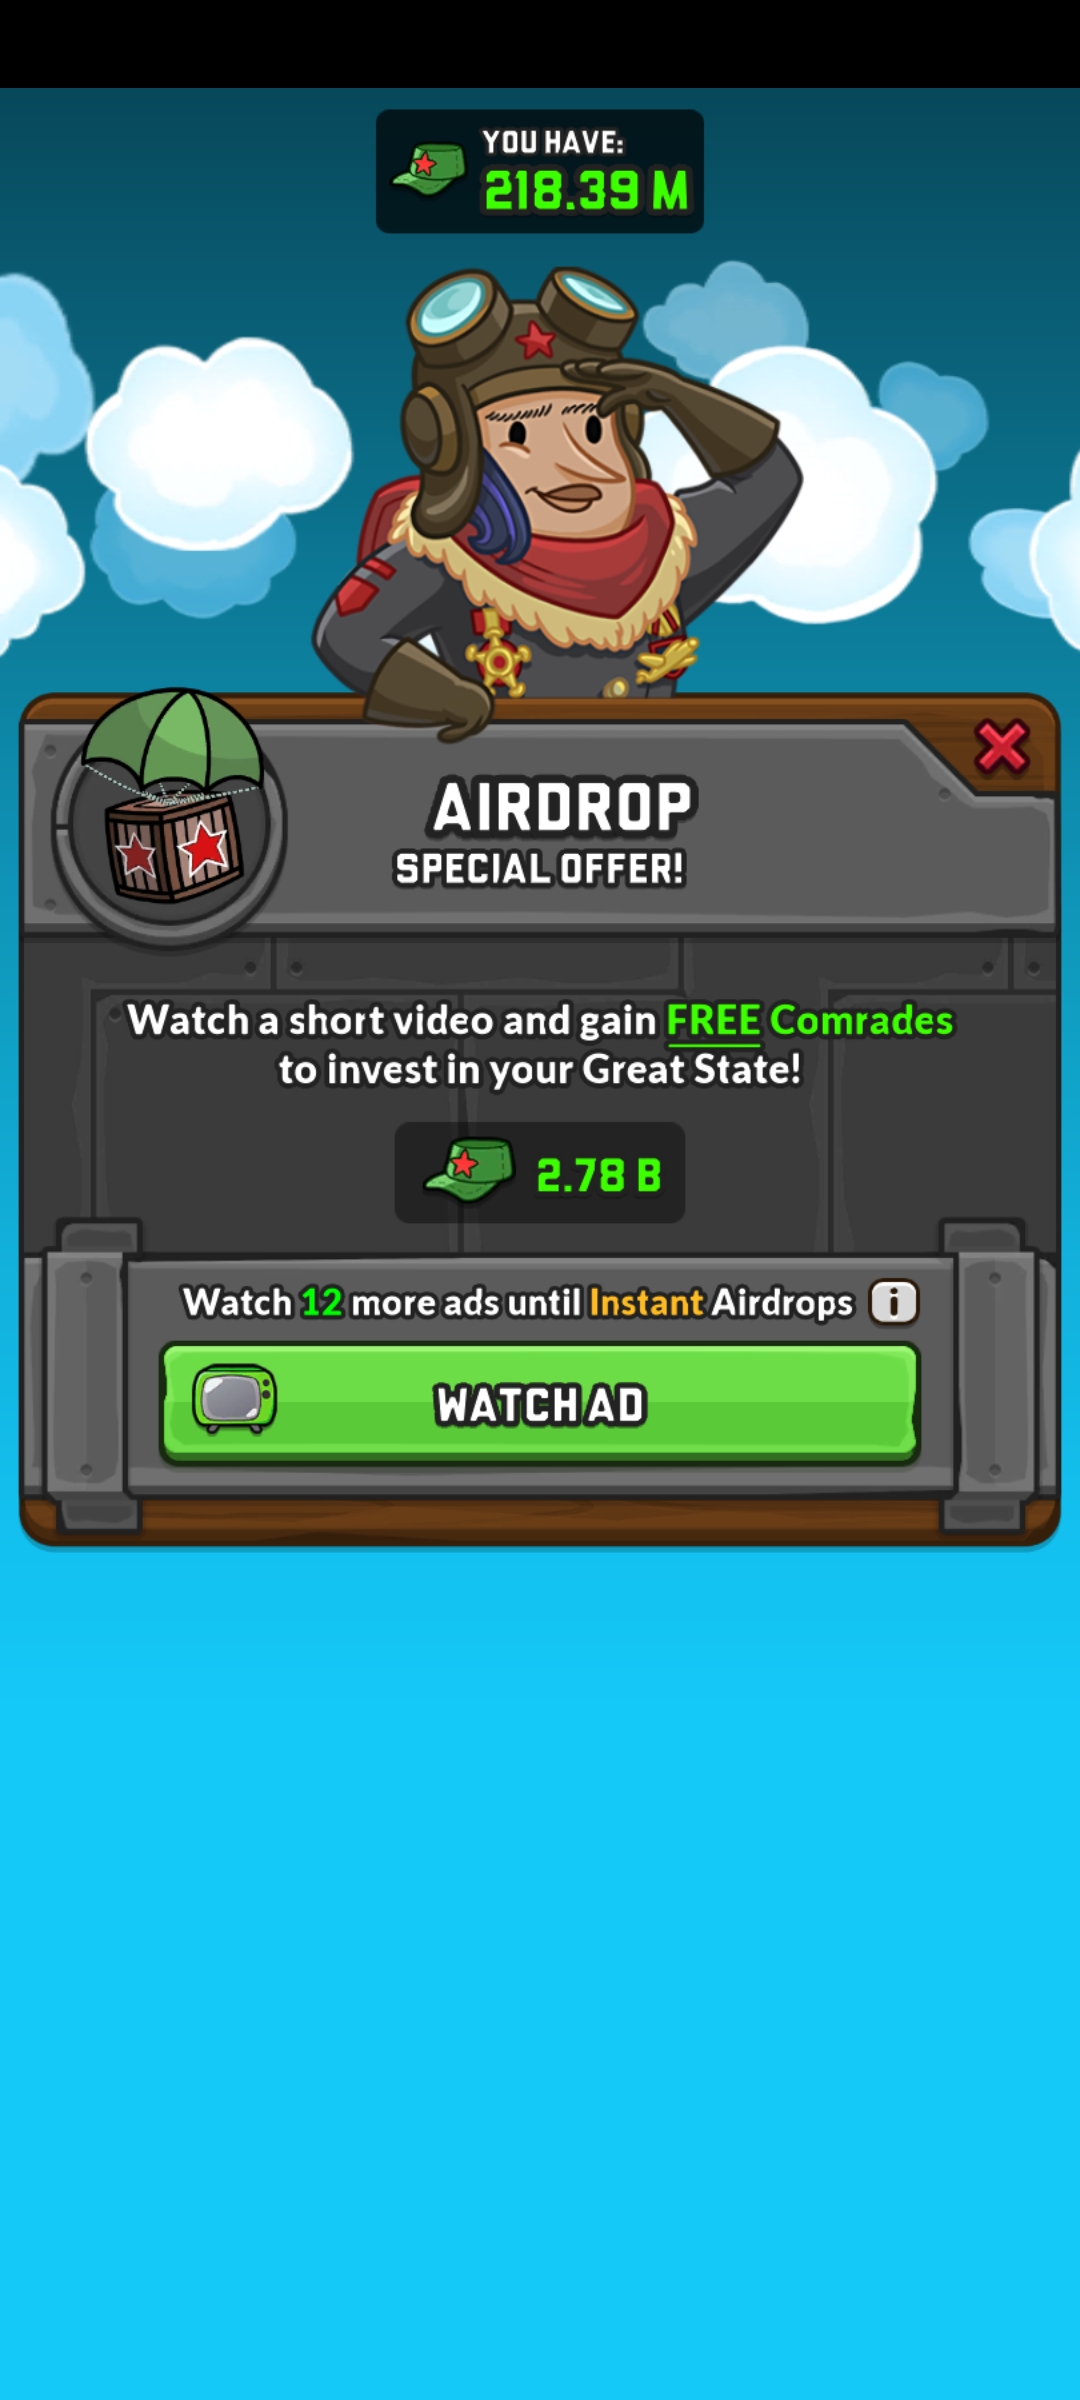 YOU HAVE:
218.39 M
AIRDROP
SPECIAL OFFER!
Watch a short video and gain FREE Comrades
to invest in your Great State!
2.78 B
Watch 12 more ads until Instant Airdrops i
WATCH AD